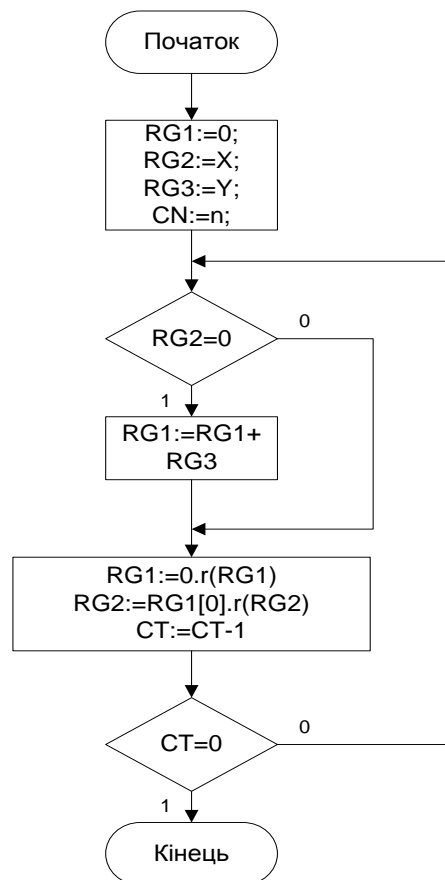 Початок
RG1:=0;
RG2:=X;
RG3:=Y;
CN:=n;
RG2=0
0
1
RG1:=RG1+
RG3
RG1:=0.r(RG1)
RG2:=RG1[0].r(RG2)
CT:=CT-1
CT=0
0
1
Кінець